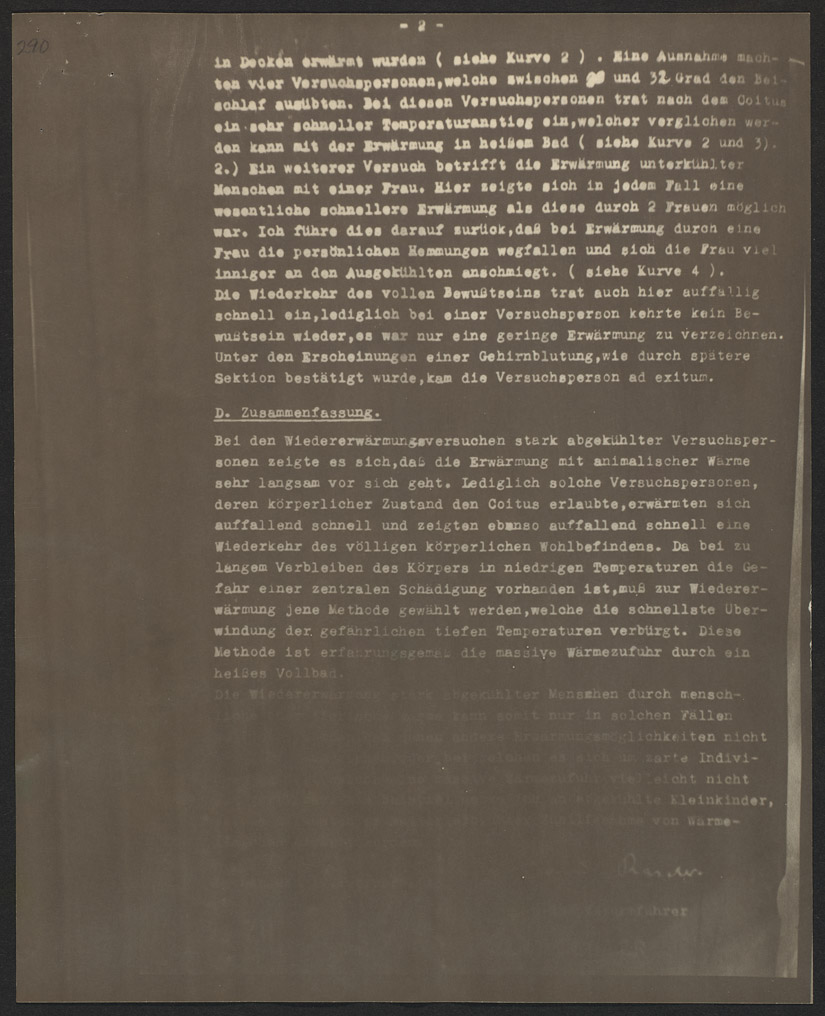 290
- 2 -
in Decken erwärmt wurden ( siehe Kurve 2 ) . Eine Ausnahme mach-
ten vier Versuchspersonen,welche zwischen und 32 Grad den Bei-
schlaf ausübten. Bei diesen Versuchspersonen trat nach dem Coitus
ein sehr schneller Temperaturanstieg ein,welcher verglichen wer-
den kann mit der Erwärmung in heißem Bad ( siehe Kurve 2 und 3).
2.) Ein weiterer Versuch betrifft die Erwärmung unterkühlter
Menschen mit einer Frau. Hier zeigte sich in jedem Fall eine
wesentliche schnellere Erwärmung als diese durch 2 Frauen möglich
war. Ich führe dies darauf zurück,daß bei Erwärmung durch eine
Frau die persönlichen Hemmungen wegfallen und sich die Frau viel
inniger an den Ausgekühlten anschmiegt. ( siehe Kurve 4 ).
Die Wiederkehr des vollen Bewußtseins trat auch hier auffällig
schnell ein,lediglich bei einer Versuchsperson kehrte kein Be-
wußtsein wieder,es war nur eine geringe Erwärmung zu verzeichnen.
Unter den Erscheinungen einer Gehirnblutung,wie durch spätere
Sektion bestätigt wurde,kam die Versuchsperson ad exitum.
D. Zusammenfassung.
Bei den Wiedererwärmungsversuchen stark abgekühlter Versuchsper-
sonen zeigte es sich,daß die Erwärmung mit animalischer Wärme
sehr langsam vor sich geht. Lediglich solche Versuchspersonen,
deren körperlicher Zustand den Coitus erlaubte,erwärmten sich
auffallend schnell und zeigten ebenso auffallend schnell eine
Wiederkehr des völligen körperlichen Wohlbefindens. Da bei zu
langem Verbleiben des Körpers in niedrigen Temperaturen die Ge-
fahr einer zentralen Schädigung vorhanden ist,muß zur Wiederer-
wärmung jene Methode gewählt werden,welche die schnellste Über-
windung der gefährlichen tiefen Temperaturen verbürgt. Diese
Methode ist erfahrungsgemäß die massive Wärmezufuhr durch ein
heißes Vollbad.
Die Wiedererwärmung stark abgekühlter Menschen durch mensch-
kann somit nur in solchen Fällen
andere Erwärmungsmöglichkeiten nicht
zarte Indivi-
vielleicht nicht
Kleinkinder,
von Wärme-